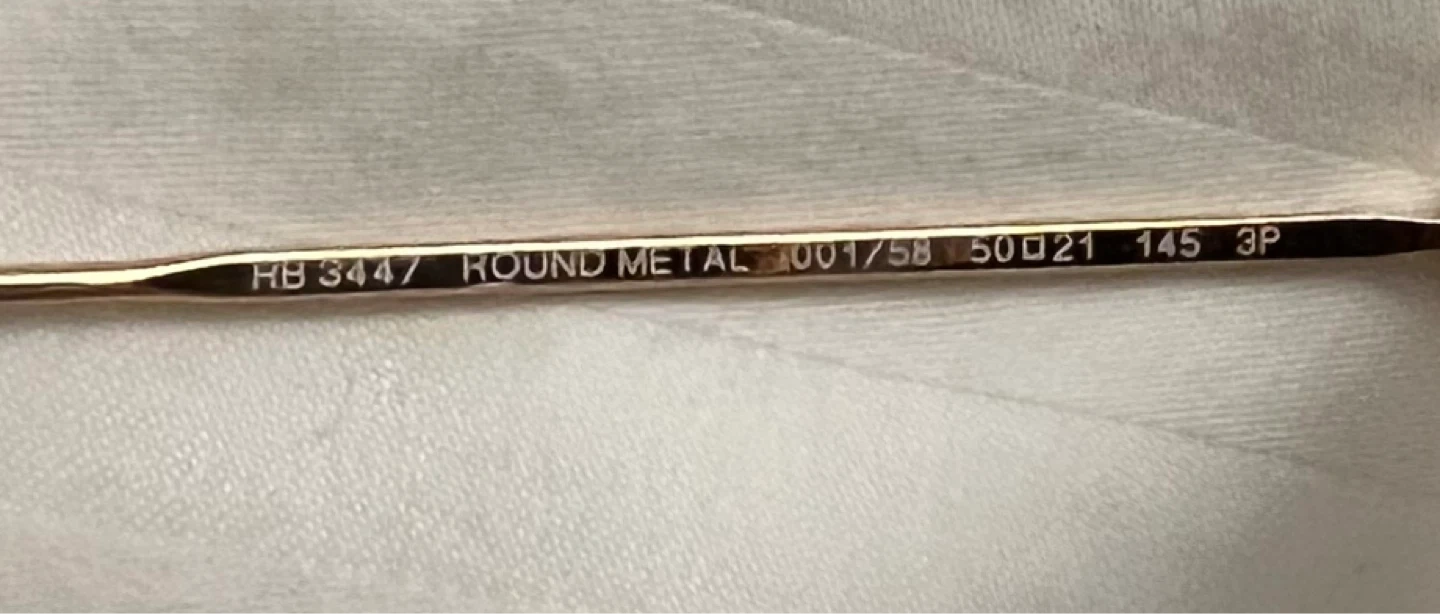 RB 3447 ROUND METAL 001/58 50□21 145 3P